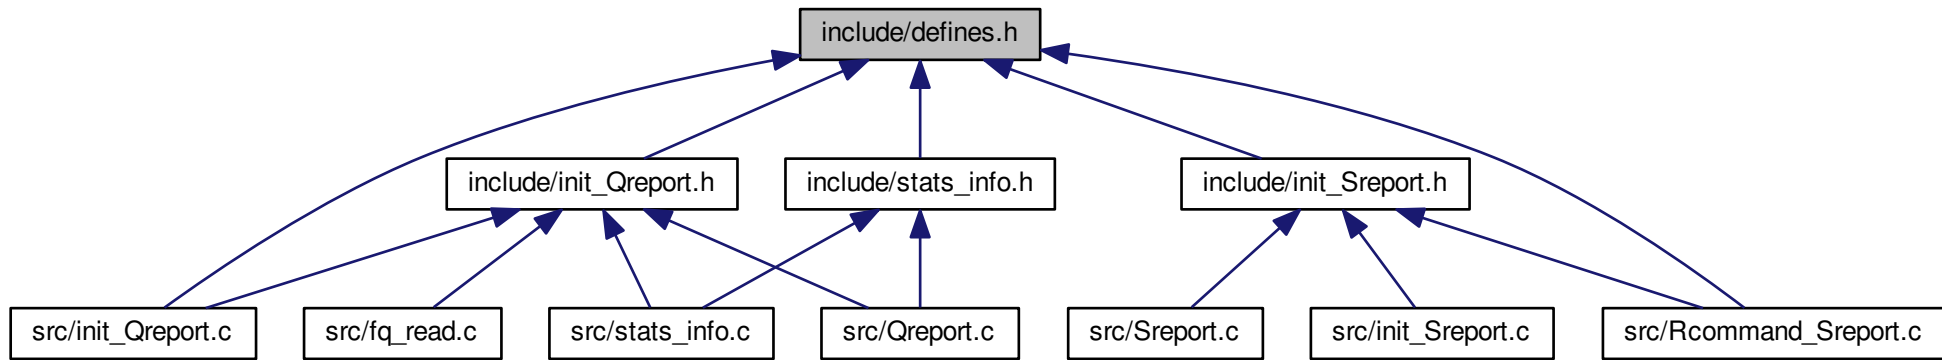 include/defines.h
include/init_Qreport.h
include/stats_info.h
include/init_Sreport.h
src/init_Qreport.c
src/fq_read.c
src/stats_info.c
src/Qreport.c
src/Sreport.c
src/init_Sreport.c
src/Rcommand_Sreport.c